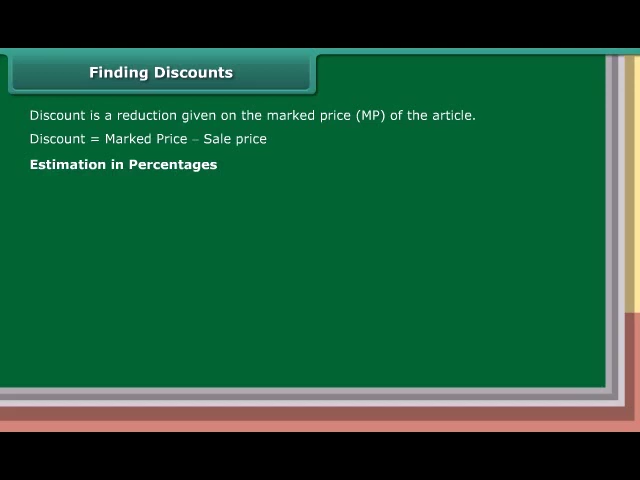 Finding Discounts
Discount is a reduction given on the marked price (MP) of the article.
Discount = Marked Price – Sale price
Estimation in Percentages